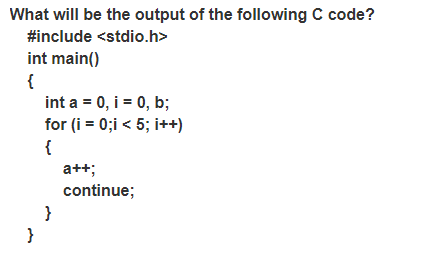 What will be the output of the following C code?
#include <stdio.h>
int main()
{
int a = 0, i = 0, b;
for (i = 0;i < 5; i++)
{
a++;
continue;
}
}